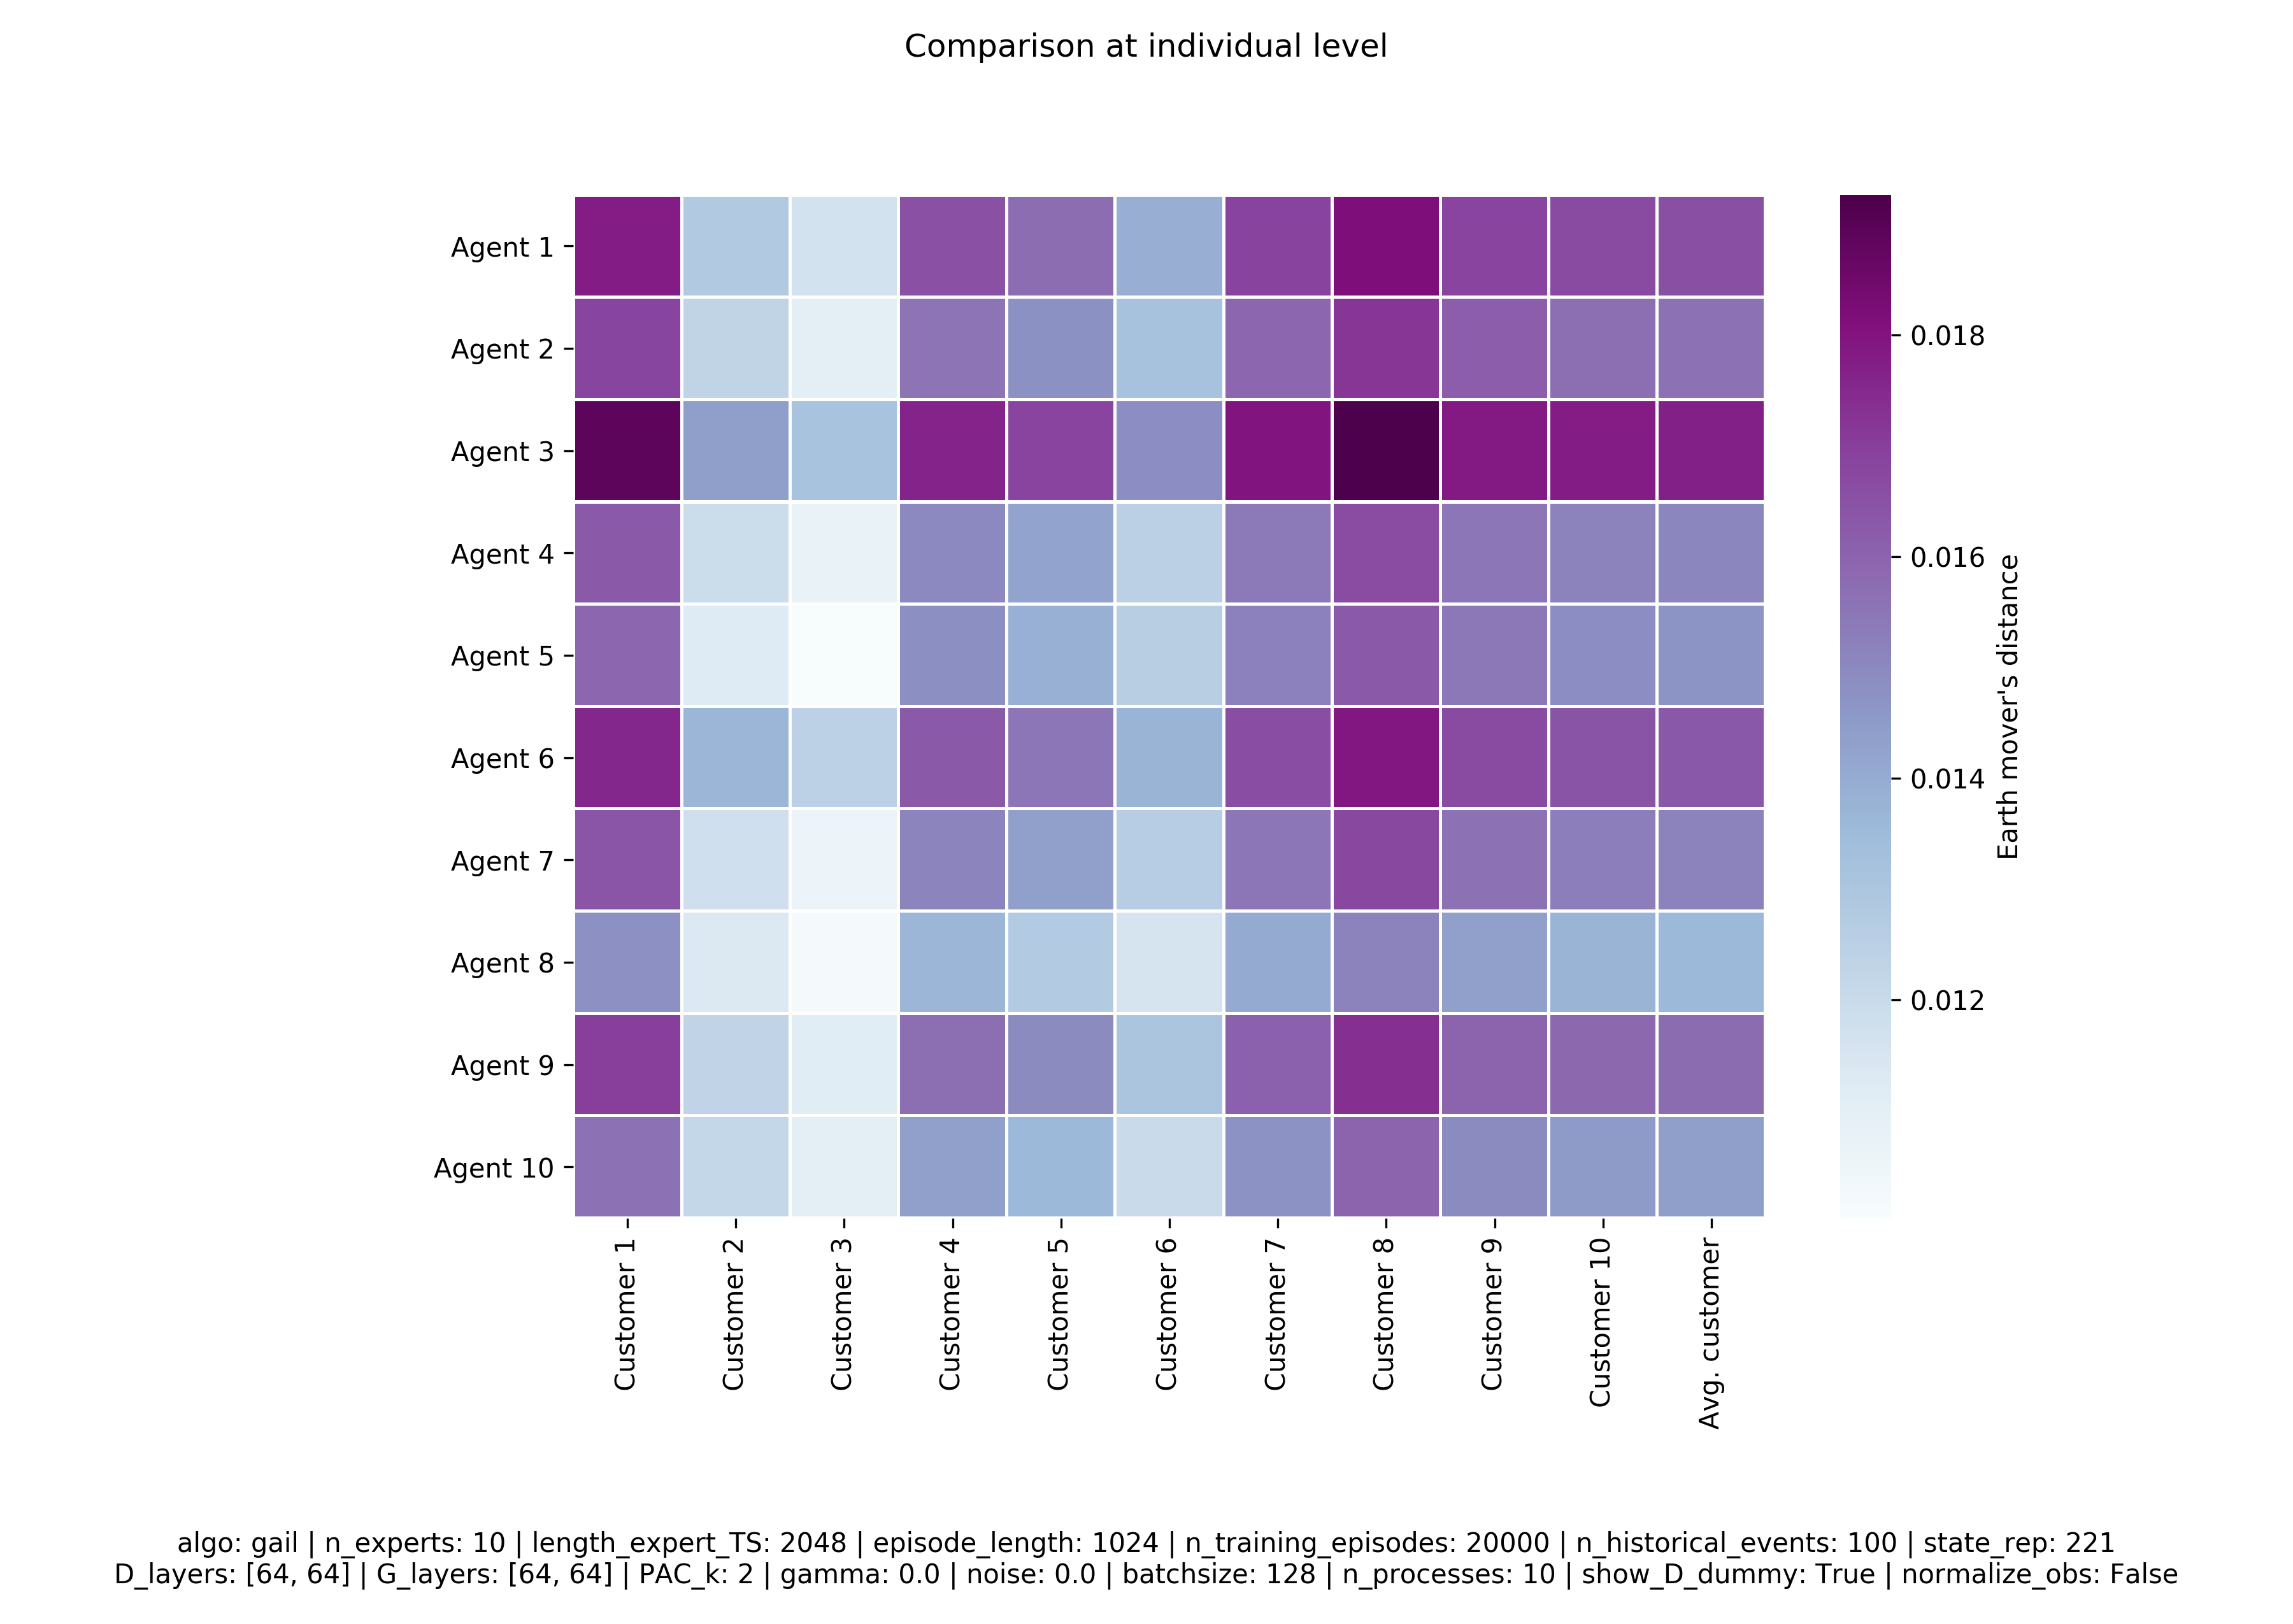 Comparison at individual level
Agent 1
Agent 2
Agent 3
Agent 4
Agent 5
Agent 6
Agent 7
Agent 8
Agent 9
Agent 10
Customer 1
Customer 2
Customer 3
Customer 4
Customer 5
Customer 6
Customer 7
Customer 8
Customer 9
Customer 10
Avg. customer
0.018
0.016
0.014
0.012
Earth mover's distance
algo: gail | n_experts: 10 | length_expert_TS: 2048 | episode_length: 1024 | n_training_episodes: 20000 | n_historical_events: 100 | state_rep: 221
D_layers: [64, 64] | G_layers: [64, 64] | PAC_k: 2 | gamma: 0.0 | noise: 0.0 | batchsize: 128 | n_processes: 10 | show_D_dummy: True | normalize_obs: False